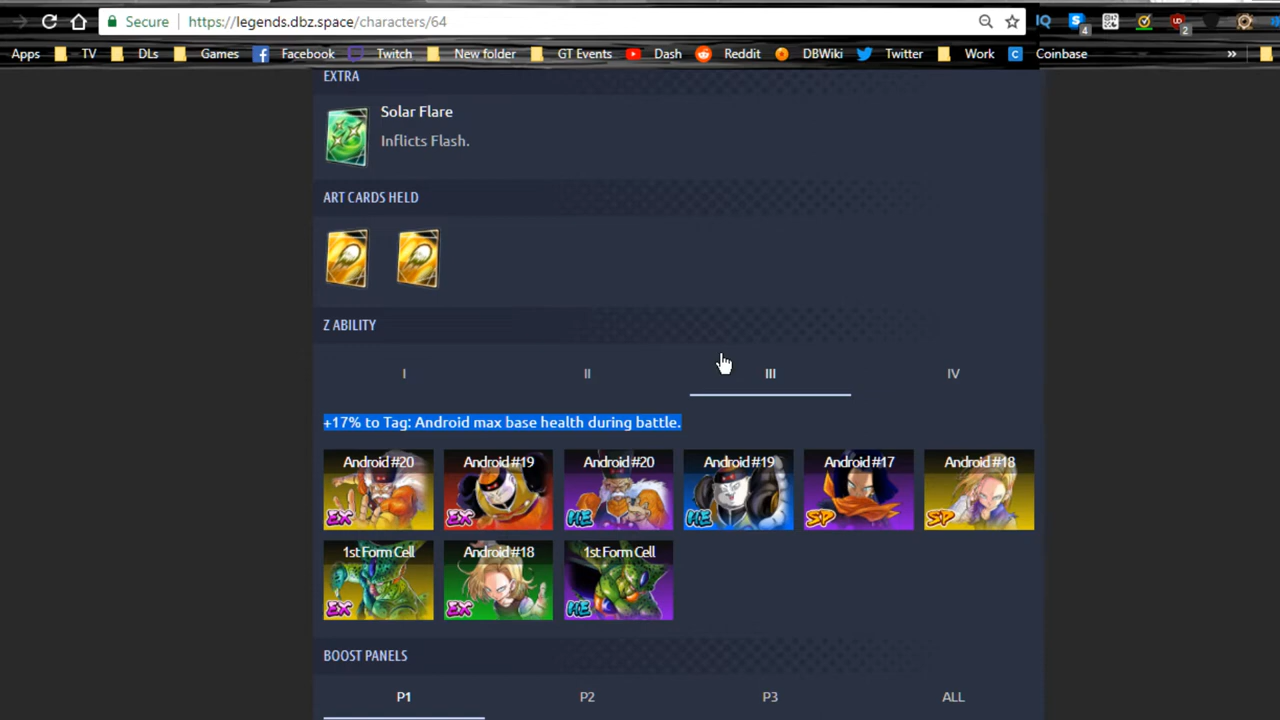 Secure https://legends.dbz.space/characters/64
IQ S 4 UD 2
Apps TV DLs Games Facebook Twitch New folder GT Events Dash Reddit DBWiki Twitter Work C Coinbase »
EXTRA
Solar Flare
Inflicts Flash.
ART CARDS HELD
Z ABILITY
I II III IV
+17% to Tag: Android max base health during battle.
Android #20 Android #19 Android #20 Android #19 Android #17 Android #18
EX EX HE HE SP SP
1st Form Cell Android #18 1st Form Cell
EX EX HE
BOOST PANELS
P1 P2 P3 ALL